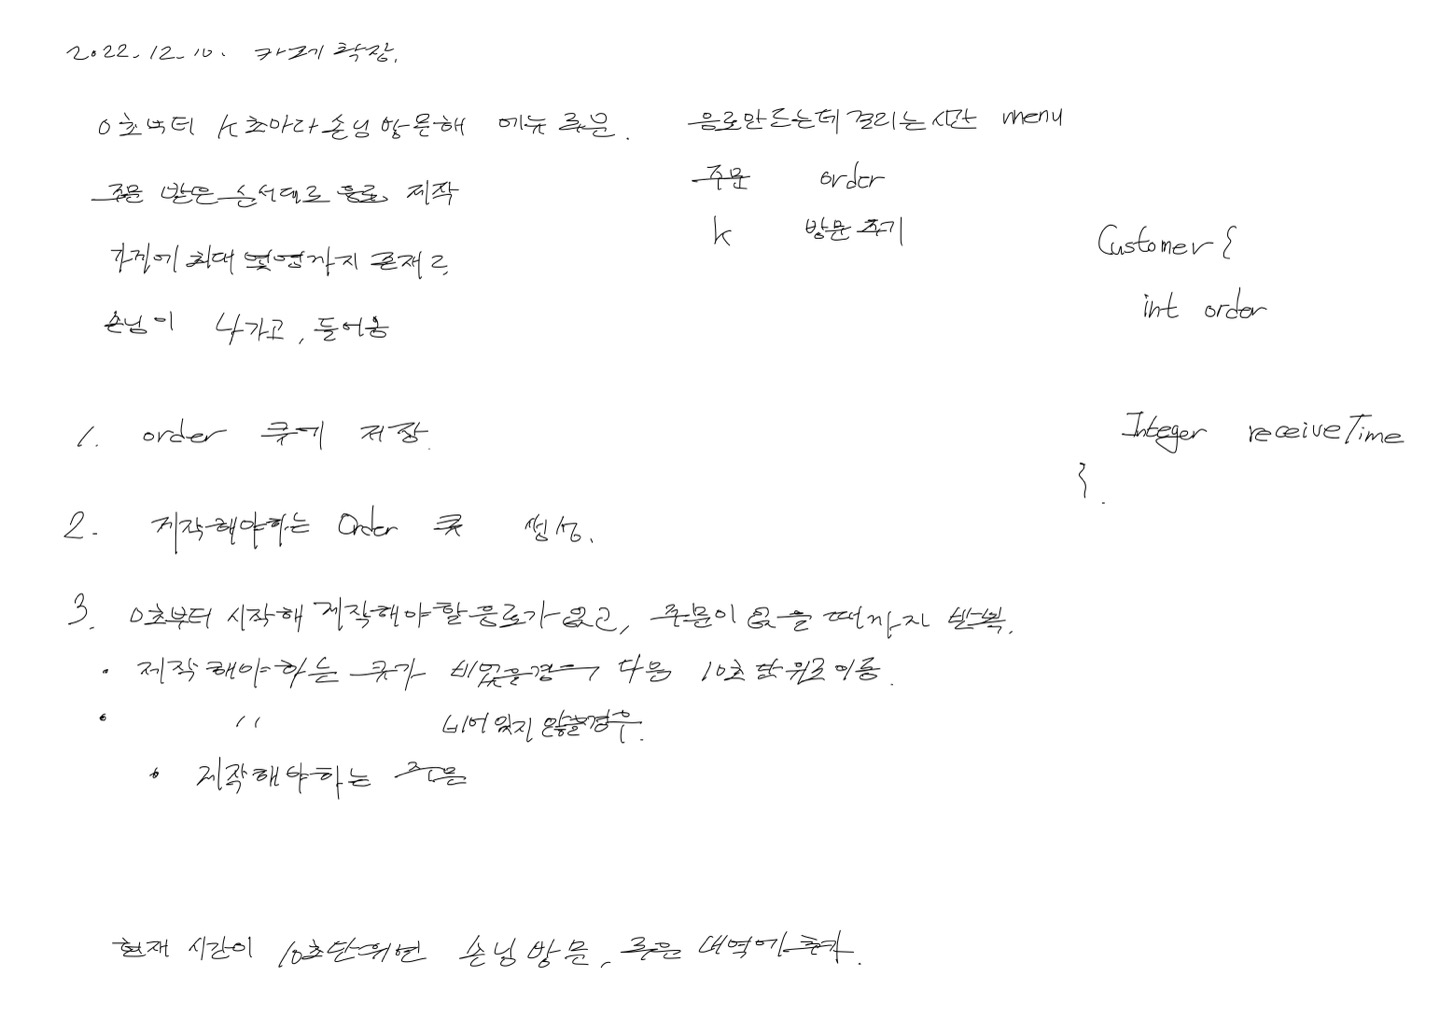 2022.12.10. 카페 확장.
0초부터 k초마다 손님 방문해 메뉴 주문.
주문 받은 순서대로 음료 제작
가게에 최대 몇명까지 존재?
손님이 나가고, 들어옴
음료 만드는데 걸리는 시간 menu
주문 order
k 방문 주기
Customer {
int order
Integer receiveTime
}.
1. order 큐에 저장.
2. 제작해야하는 Order 큐 생성.
3. 0초부터 시작해 제작해야 할 음료가 없고, 주문이 없을 때까지 반복.
• 제작해야하는 큐가 비었을 경우 다음 10초 단위로 이동.
• " 비어있지 않을 경우.
• 제작해야하는 주문
현재 시간이 10초단위면 손님 방문, 주문 내역에 추가.